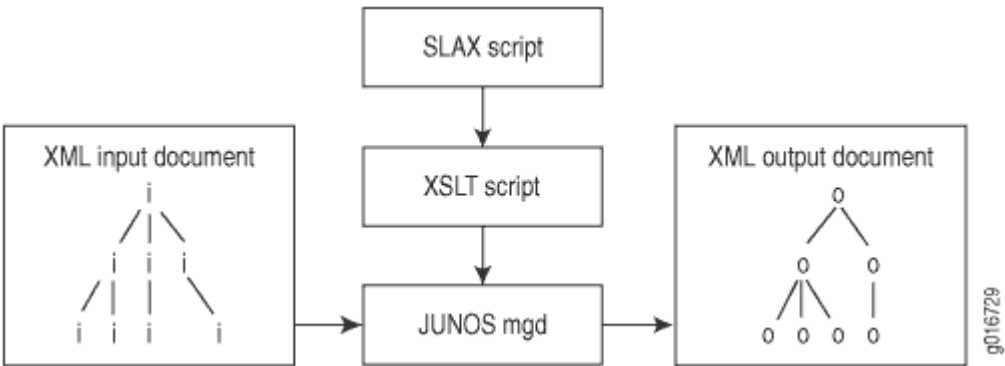 SLAX script
XML input document
i
i i i
i i i i
XSLT script
JUNOS mgd
XML output document
o
o o
o o o o
g016729